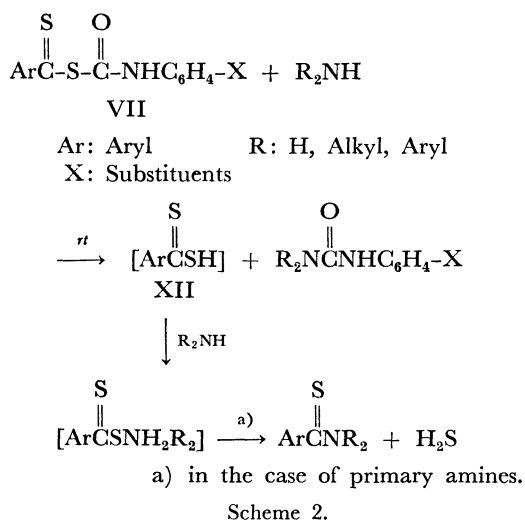 S O
ArC–S–C–NHC₆H₄–X + R₂NH
VII
Ar: Aryl R: H, Alkyl, Aryl
X: Substituents
S O
rt [ArCSH] + R₂NCNHC₆H₄–X
XII
R₂NH
S S
[ArCSNH₂R₂] a) ArCNR₂ + H₂S
a) in the case of primary amines.
Scheme 2.